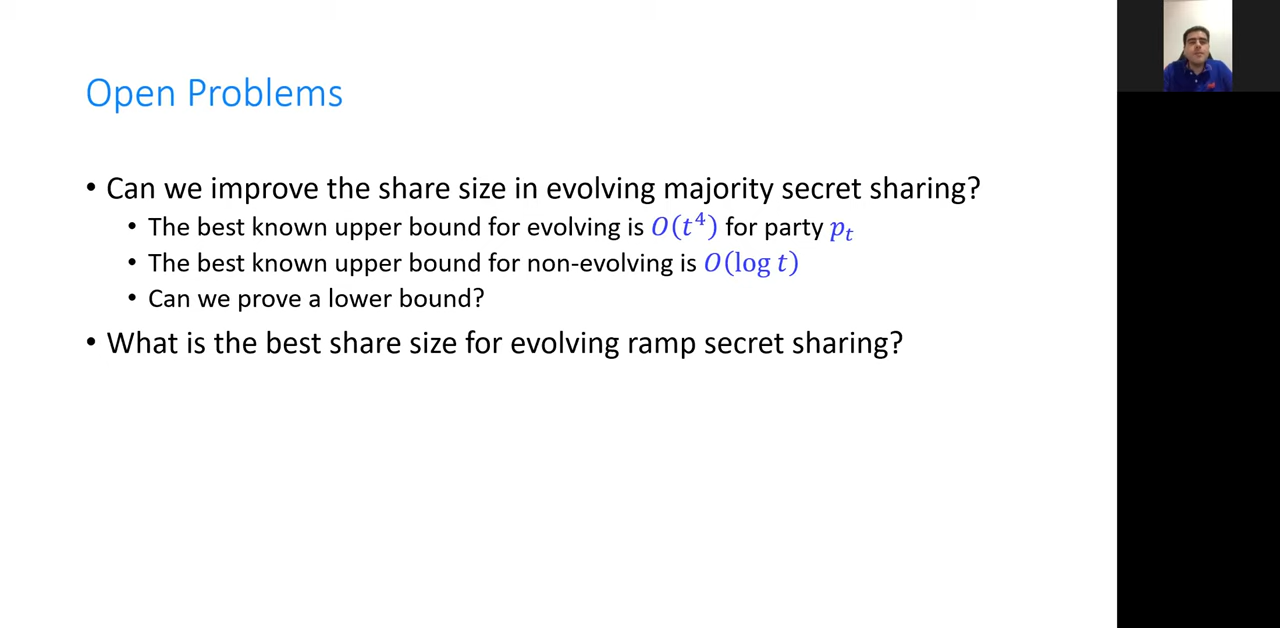 Open Problems
• Can we improve the share size in evolving majority secret sharing?
• The best known upper bound for evolving is O(t⁴) for party pₜ
• The best known upper bound for non-evolving is O(log t)
• Can we prove a lower bound?
• What is the best share size for evolving ramp secret sharing?